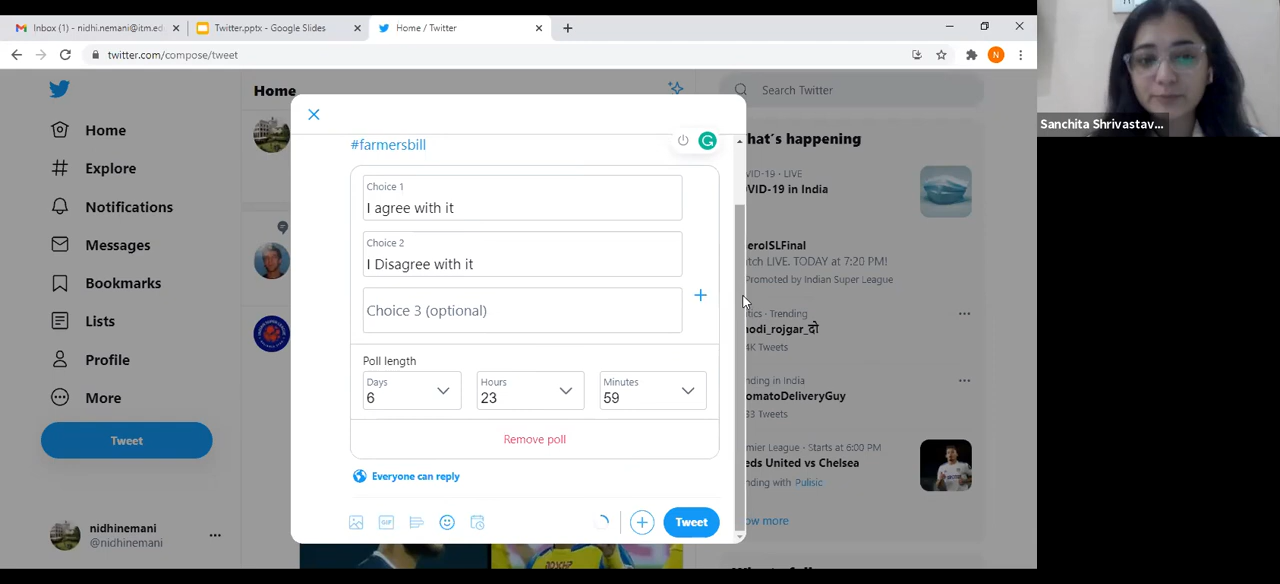 Inbox (1) - nidhi.nemani@itm.ed
Twitter.pptx - Google Slides
Home / Twitter
twitter.com/compose/tweet
Home
Explore
Notifications
Messages
Bookmarks
Lists
Profile
More
Tweet
nidhinemani
@nidhinemani
Home
#farmersbill
Choice 1
I agree with it
Choice 2
I Disagree with it
Choice 3 (optional)
Poll length
Days
6
Hours
23
Minutes
59
Remove poll
Everyone can reply
GIF
Tweet
Search Twitter
hat's happening
VID-19 - LIVE
VID-19 in India
eroISLFinal
tch LIVE. TODAY at 7:20 PM!
Promoted by Indian Super League
tics - Trending
odi_rojgar_दो
K Tweets
nding in India
omatoDeliveryGuy
33 Tweets
mier League - Starts at 6:00 PM
eds United vs Chelsea
nding with Pulisic
ow more
Sanchita Shrivastav...